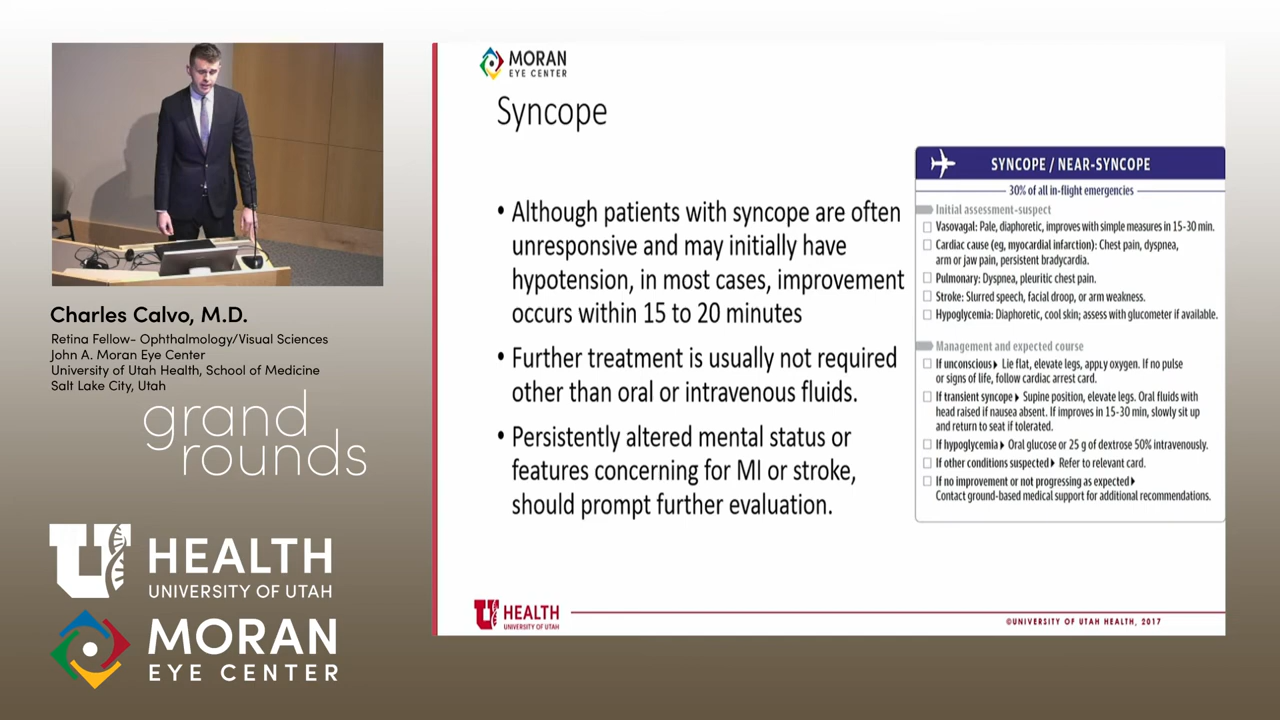 Charles Calvo, M.D.
Retina Fellow- Ophthalmology/Visual Sciences
John A. Moran Eye Center
University of Utah Health, School of Medicine
Salt Lake City, Utah
grand
rounds
U HEALTH
UNIVERSITY OF UTAH
MORAN
EYE CENTER
MORAN
EYE CENTER
Syncope
• Although patients with syncope are often
unresponsive and may initially have
hypotension, in most cases, improvement
occurs within 15 to 20 minutes
• Further treatment is usually not required
other than oral or intravenous fluids.
• Persistently altered mental status or
features concerning for MI or stroke,
should prompt further evaluation.
SYNCOPE / NEAR-SYNCOPE
30% of all in-flight emergencies
Initial assessment-suspect
Vasovagal: Pale, diaphoretic, improves with simple measures in 15-30 min.
Cardiac cause (eg, myocardial infarction): Chest pain, dyspnea,
arm or jaw pain, persistent bradycardia.
Pulmonary: Dyspnea, pleuritic chest pain.
Stroke: Slurred speech, facial droop, or arm weakness.
Hypoglycemia: Diaphoretic, cool skin; assess with glucometer if available.
Management and expected course
If unconscious▸ Lie flat, elevate legs, apply oxygen. If no pulse
or signs of life, follow cardiac arrest card.
If transient syncope▸ Supine position, elevate legs. Oral fluids with
head raised if nausea absent. If improves in 15-30 min, slowly sit up
and return to seat if tolerated.
If hypoglycemia▸ Oral glucose or 25 g of dextrose 50% intravenously.
If other conditions suspected▸ Refer to relevant card.
If no improvement or not progressing as expected▸
Contact ground-based medical support for additional recommendations.
U HEALTH
UNIVERSITY OF UTAH
©UNIVERSITY OF UTAH HEALTH, 2017